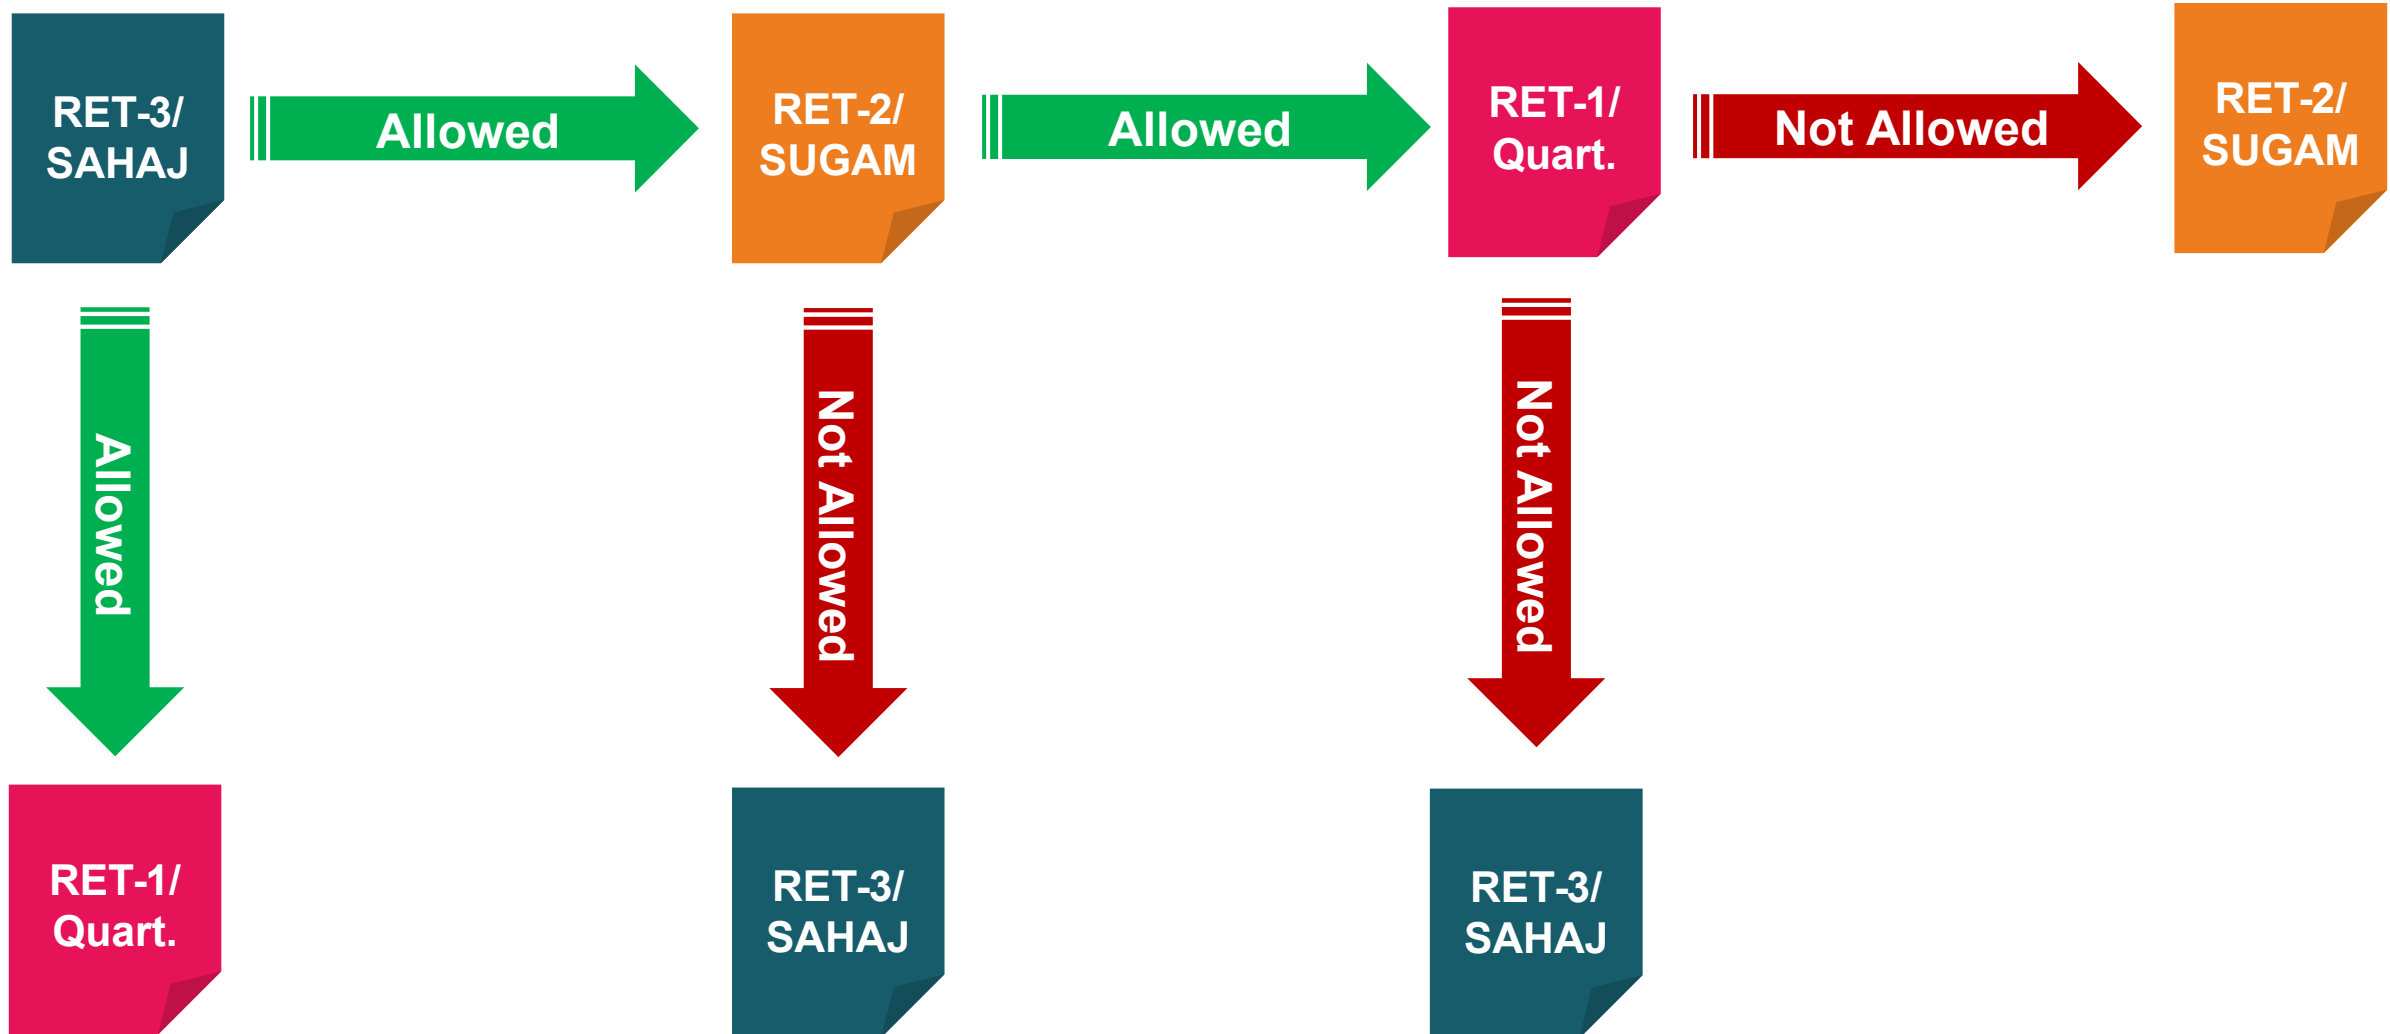 RET-3/
SAHAJ
Allowed
RET-2/
SUGAM
Allowed
RET-1/
Quart.
Not Allowed
RET-2/
SUGAM
Allowed
Not Allowed
Not Allowed
RET-1/
Quart.
RET-3/
SAHAJ
RET-3/
SAHAJ